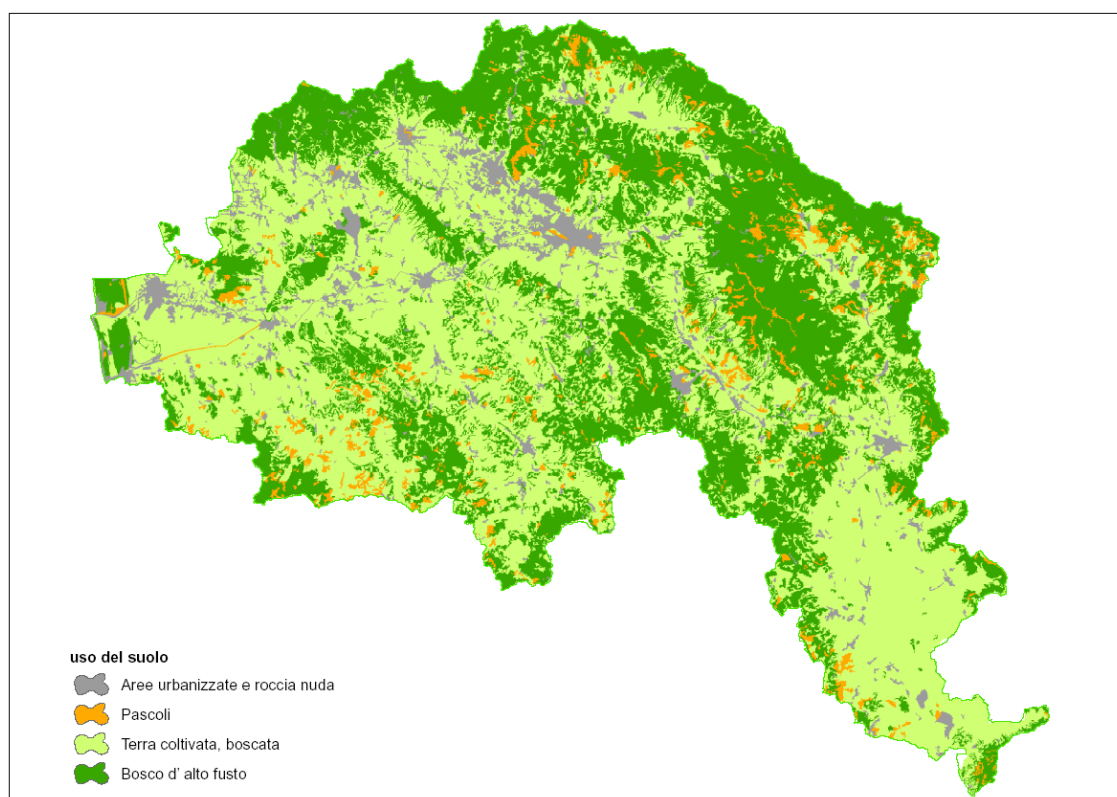 uso del suolo
Aree urbanizzate e roccia nuda
Pascoli
Terra coltivata, boscata
Bosco d' alto fusto